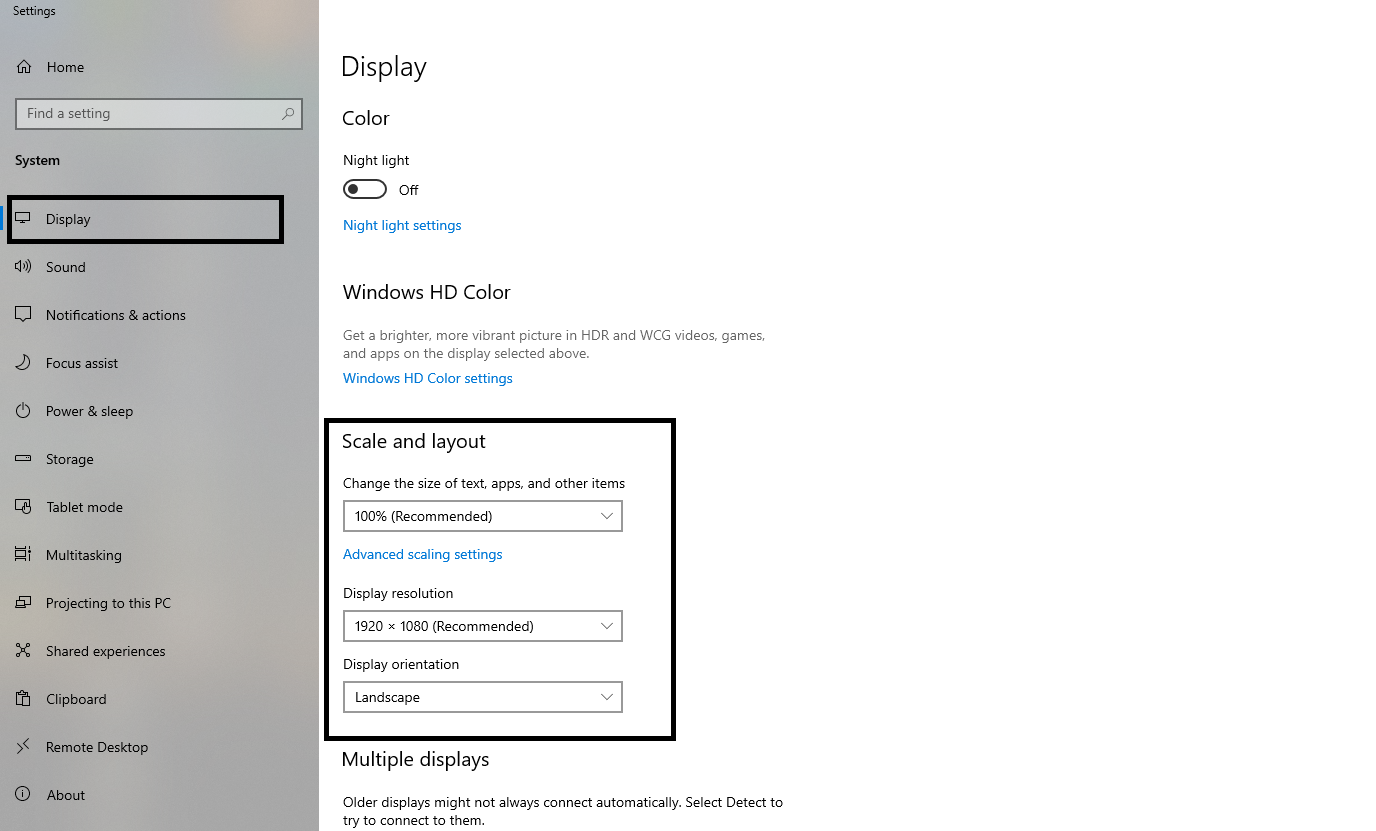 Settings
Home
Find a setting
System
Display
Sound
Notifications & actions
Focus assist
Power & sleep
Storage
Tablet mode
Multitasking
Projecting to this PC
Shared experiences
Clipboard
Remote Desktop
About
Display
Color
Night light
Off
Night light settings
Windows HD Color
Get a brighter, more vibrant picture in HDR and WCG videos, games,
and apps on the display selected above.
Windows HD Color settings
Scale and layout
Change the size of text, apps, and other items
100% (Recommended)
Advanced scaling settings
Display resolution
1920 × 1080 (Recommended)
Display orientation
Landscape
Multiple displays
Older displays might not always connect automatically. Select Detect to
try to connect to them.